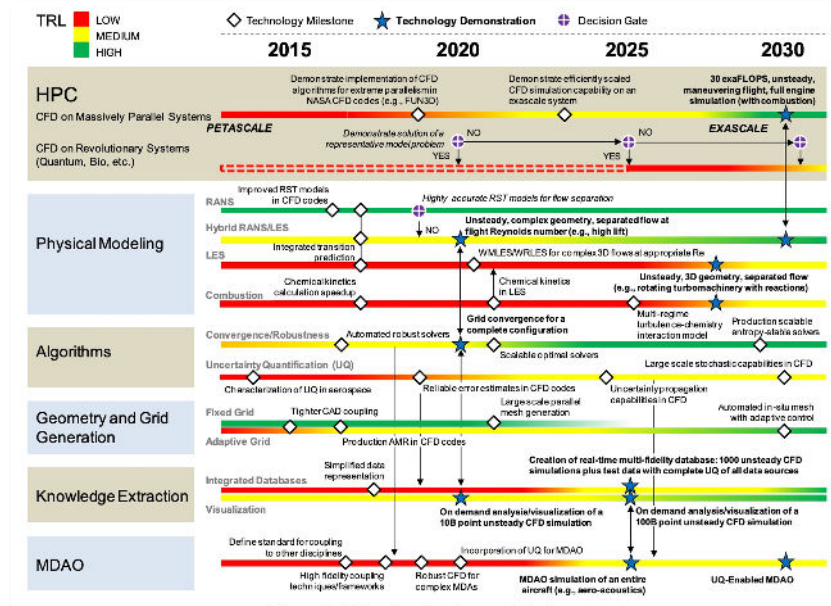 TRL
LOW
MEDIUM
HIGH
Technology Milestone
Technology Demonstration
Decision Gate
2015
2020
2025
2030
HPC
CFD on Massively Parallel Systems
CFD on Revolutionary Systems
(Quantum, Bio, etc.)
Demonstrate implementation of CFD
algorithms for extreme parallelism in
NASA CFD codes (e.g., FUN3D)
Demonstrate efficiently scaled
CFD simulation capability on an
exascale system
30 exaFLOPS, unsteady,
maneuvering flight, full engine
simulation (with combustion)
PETASCALE
Demonstrate solution of a
representative model problem
NO
YES
NO
YES
EXASCALE
Physical Modeling
RANS
Improved RST models
in CFD codes
Highly accurate RST models for flow separation
Hybrid RANS/LES
NO
Unsteady, complex geometry, separated flow at
flight Reynolds number (e.g., high lift)
LES
Integrated transition
prediction
WMLES/WRLES for complex 3D flows at appropriate Re
Chemical kinetics
calculation speedup
Chemical kinetics
in LES
Unsteady, 3D geometry, separated flow
(e.g., rotating turbomachinery with reactions)
Combustion
Grid convergence for a
complete configuration
Multi-regime
turbulence-chemistry
interaction model
Algorithms
Convergence/Robustness
Automated robust solvers
Scalable optimal solvers
Production scalable
entropy-stable solvers
Uncertainty Quantification (UQ)
Large scale stochastic capabilities in CFD
Characterization of UQ in aerospace
Reliable error estimates in CFD codes
Uncertainty propagation
capabilities in CFD
Geometry and Grid
Generation
Fixed Grid
Tighter CAD coupling
Large scale parallel
mesh generation
Automated in-situ mesh
with adaptive control
Adaptive Grid
Production AMR in CFD codes
Knowledge Extraction
Integrated Databases
Simplified data
representation
Creation of real-time multi-fidelity database: 1000 unsteady CFD
simulations plus test data with complete UQ of all data sources
Visualization
On demand analysis/visualization of a
10B point unsteady CFD simulation
On demand analysis/visualization of a
100B point unsteady CFD simulation
MDAO
Define standard for coupling
to other disciplines
Incorporation of UQ for MDAO
High fidelity coupling
techniques/frameworks
Robust CFD for
complex MDAs
MDAO simulation of an entire
aircraft (e.g., aero-acoustics)
UQ-Enabled MDAO